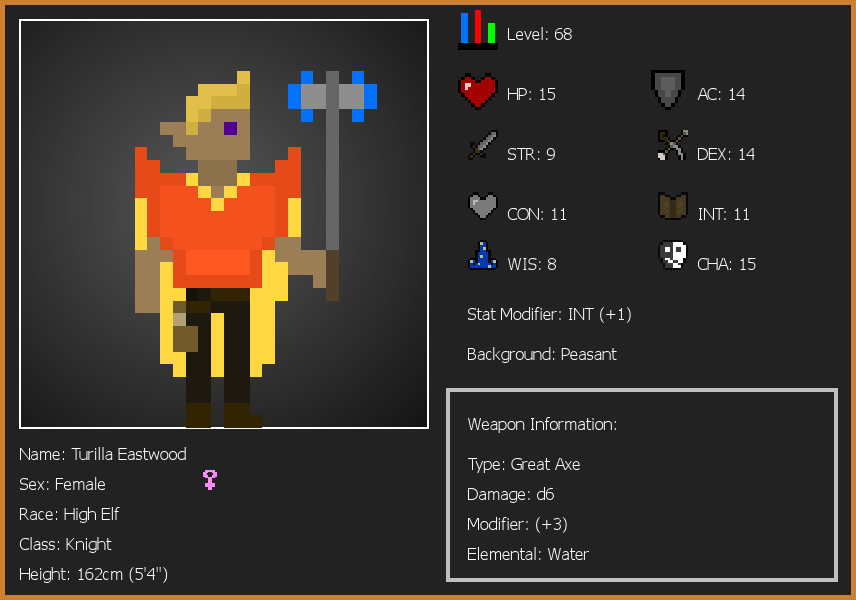 Level: 68
HP: 15
AC: 14
STR: 9
DEX: 14
CON: 11
INT: 11
WIS: 8
CHA: 15
Stat Modifier: INT (+1)
Background: Peasant
Weapon Information:
Type: Great Axe
Damage: d6
Modifier: (+3)
Elemental: Water
Name: Turilla Eastwood
Sex: Female
Race: High Elf
Class: Knight
Height: 162cm (5'4")